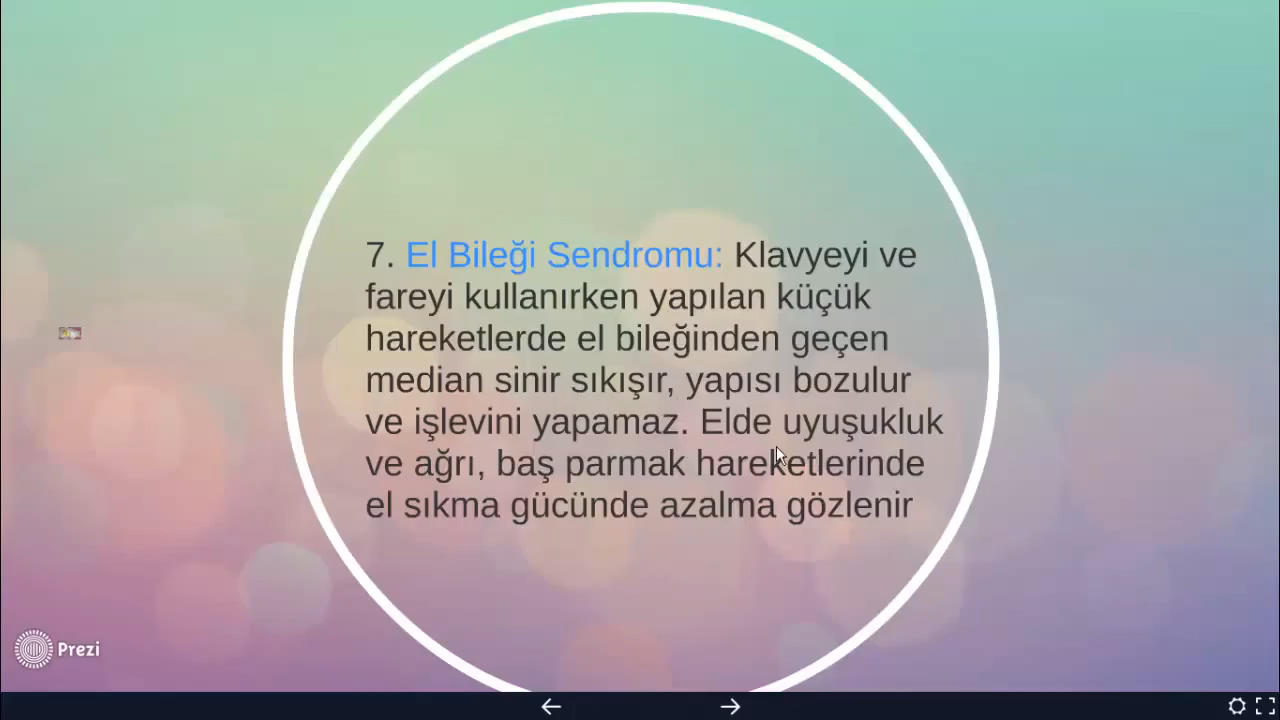 7. El Bileği Sendromu: Klavyeyi ve
fareyi kullanırken yapılan küçük
hareketlerde el bileğinden geçen
median sinir sıkışır, yapısı bozulur
ve işlevini yapamaz. Elde uyuşukluk
ve ağrı, baş parmak hareketlerinde
el sıkma gücünde azalma gözlenir
Prezi